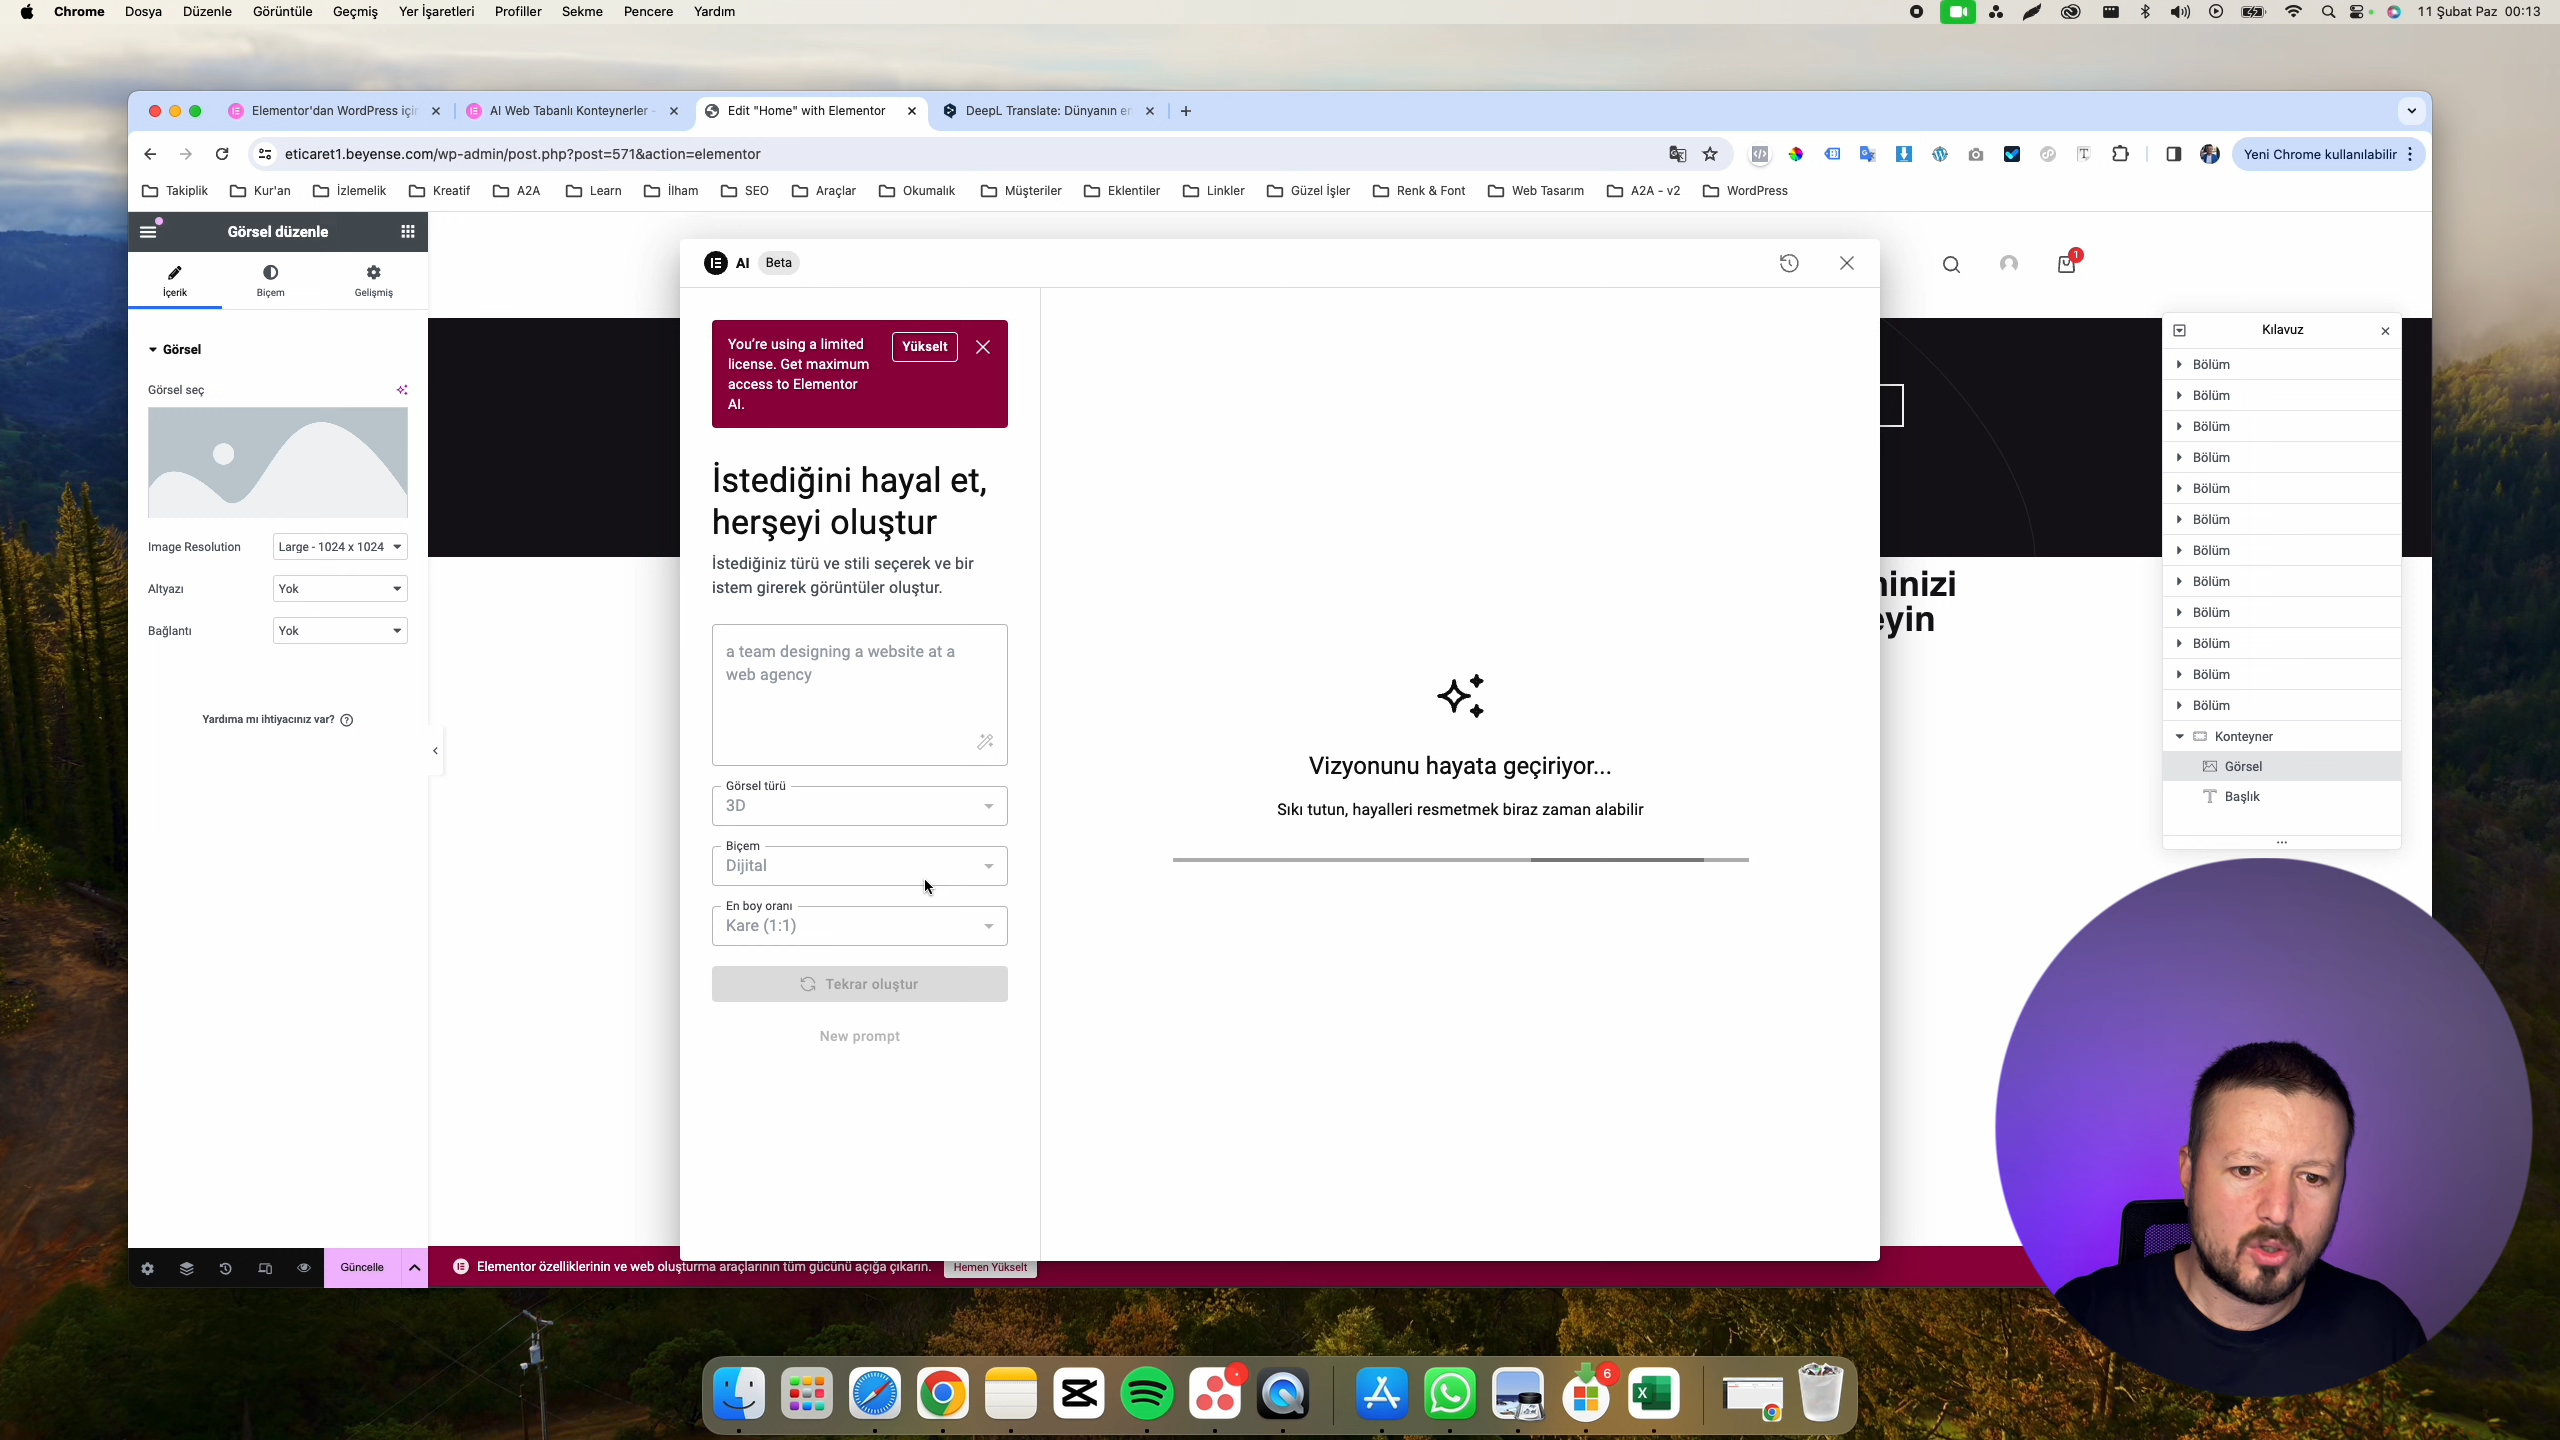 Chrome Dosya Düzenle Görüntüle Geçmiş Yer İşaretleri Profiller Sekme Pencere Yardım
11 Şubat Paz 00:13
Elementor'dan WordPress içi
AI Web Tabanlı Konteynerler -
Edit "Home" with Elementor
DeepL Translate: Dünyanın er
eticaret1.beyense.com/wp-admin/post.php?post=571&action=elementor
Yeni Chrome kullanılabilir
Takiplik Kur'an İzlemelik Kreatif A2A Learn İlham SEO Araçlar Okumalık Müşteriler Eklentiler Linkler Güzel İşler Renk & Font Web Tasarım A2A - v2 WordPress
Görsel düzenle
İçerik Biçem Gelişmiş
Görsel
Görsel seç
Image Resolution Large - 1024 x 1024
Altyazı Yok
Bağlantı Yok
Yardıma mı ihtiyacınız var?
Güncelle
AI Beta
You're using a limited
license. Get maximum
access to Elementor
AI.
Yükselt
İstediğini hayal et,
herşeyi oluştur
İstediğiniz türü ve stili seçerek ve bir
istem girerek görüntüler oluştur.
a team designing a website at a
web agency
Görsel türü
3D
Biçem
Dijital
En boy oranı
Kare (1:1)
Tekrar oluştur
New prompt
Vizyonunu hayata geçiriyor...
Sıkı tutun, hayalleri resmetmek biraz zaman alabilir
1
inizi
eyin
Kılavuz
Bölüm
Bölüm
Bölüm
Bölüm
Bölüm
Bölüm
Bölüm
Bölüm
Bölüm
Bölüm
Bölüm
Bölüm
Konteyner
Görsel
Başlık
Elementor özelliklerinin ve web oluşturma araçlarının tüm gücünü açığa çıkarın.
Hemen Yükselt
6